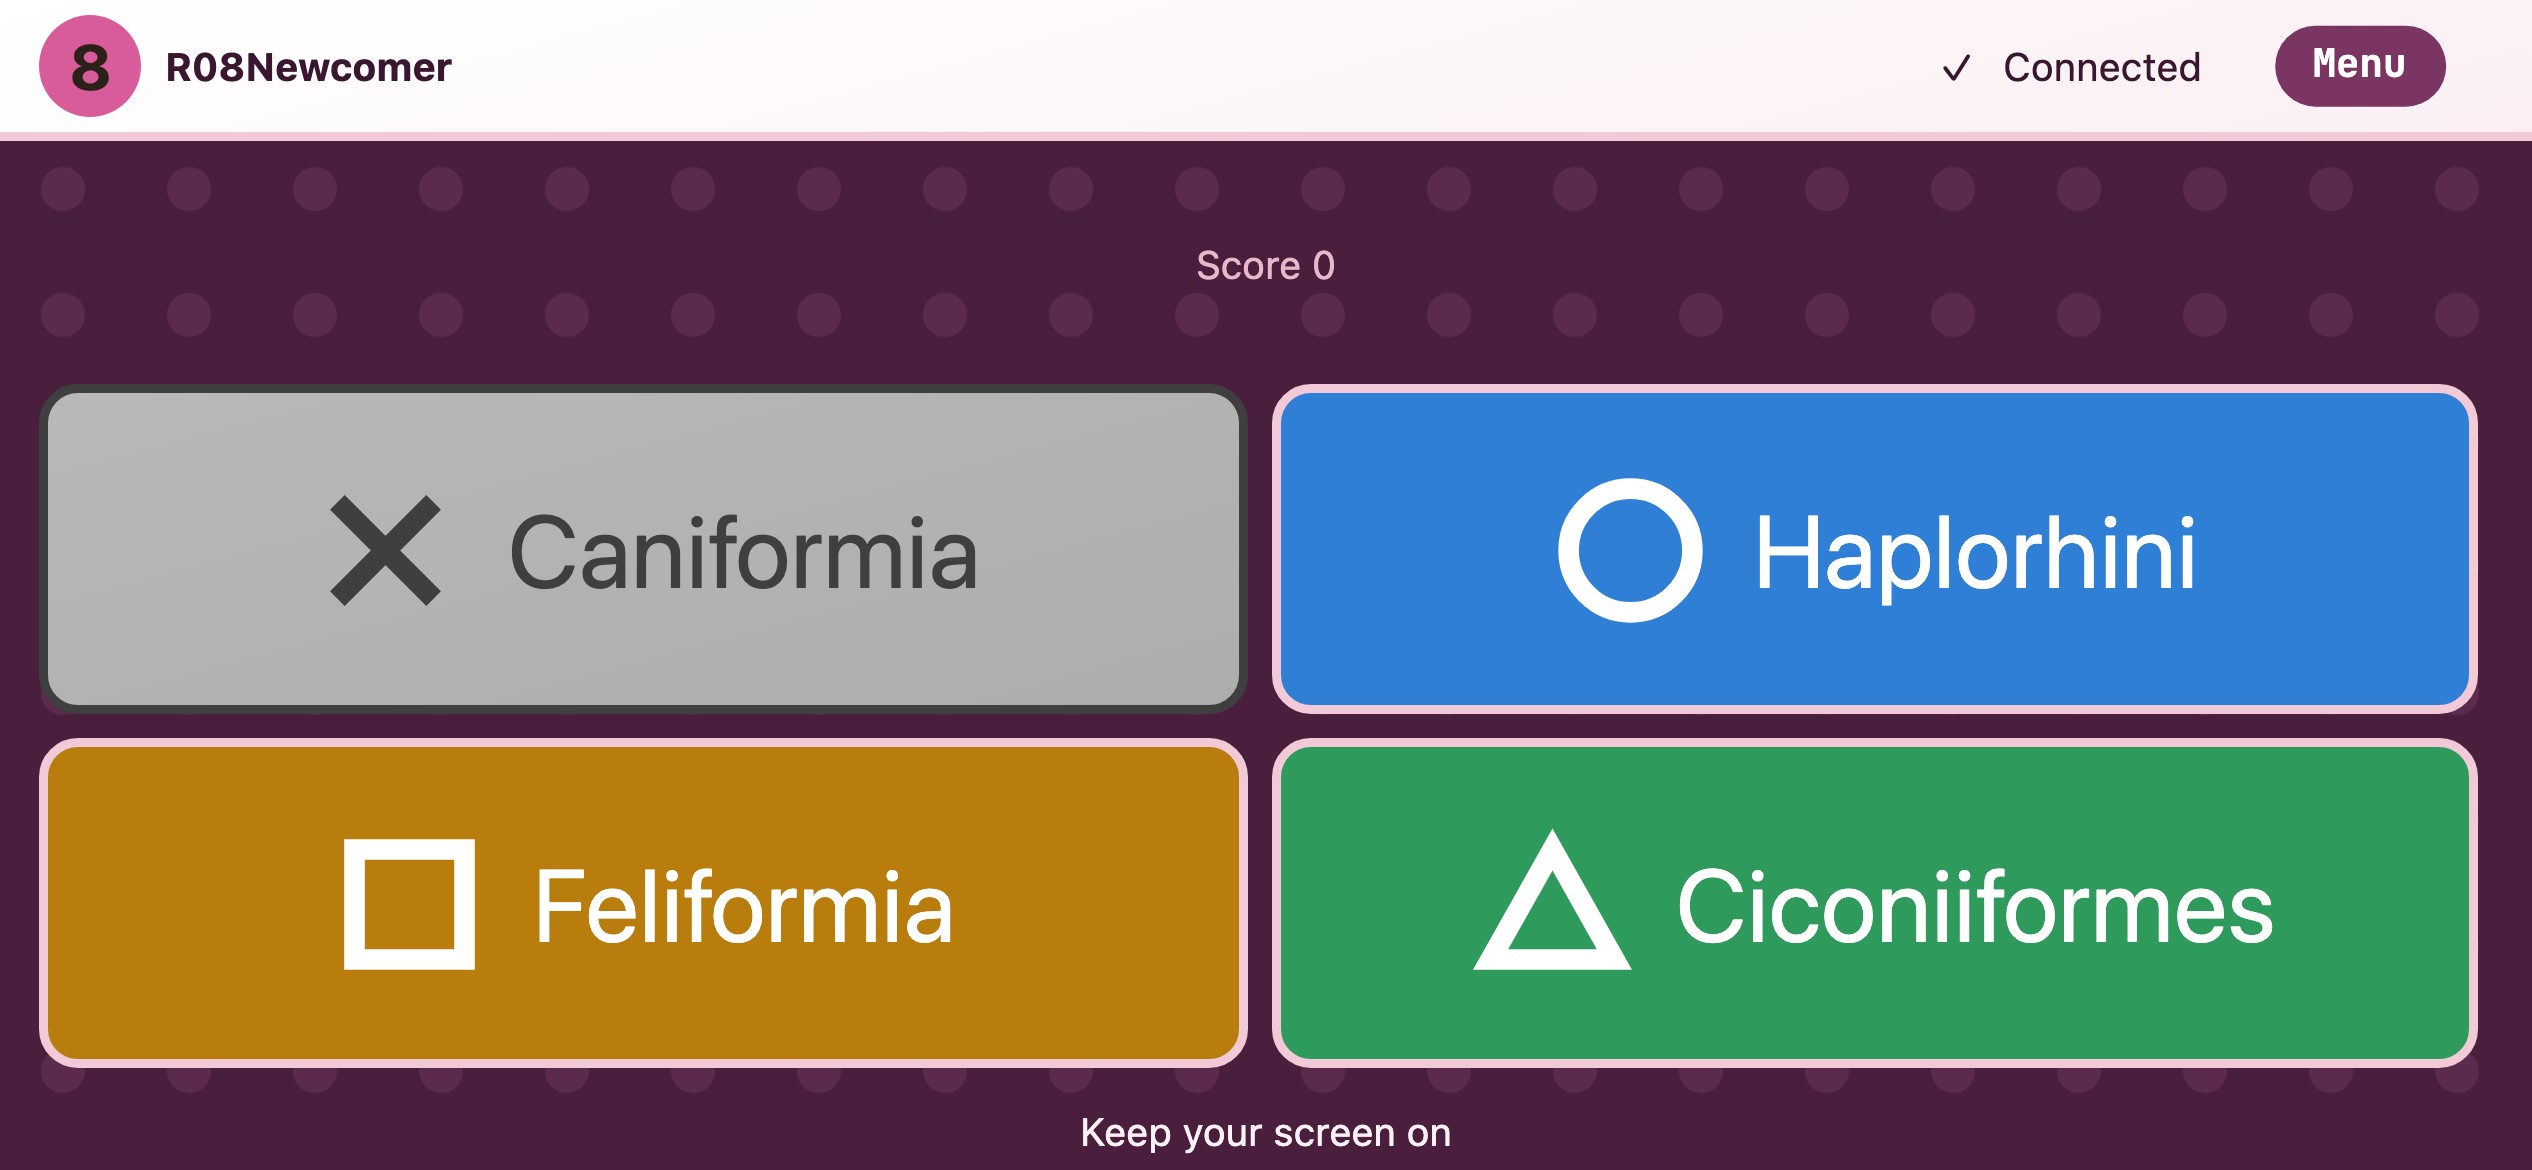 8 R08Newcomer
✓ Connected
Menu
Score 0
Caniformia
Haplorhini
Feliformia
Ciconiiformes
Keep your screen on